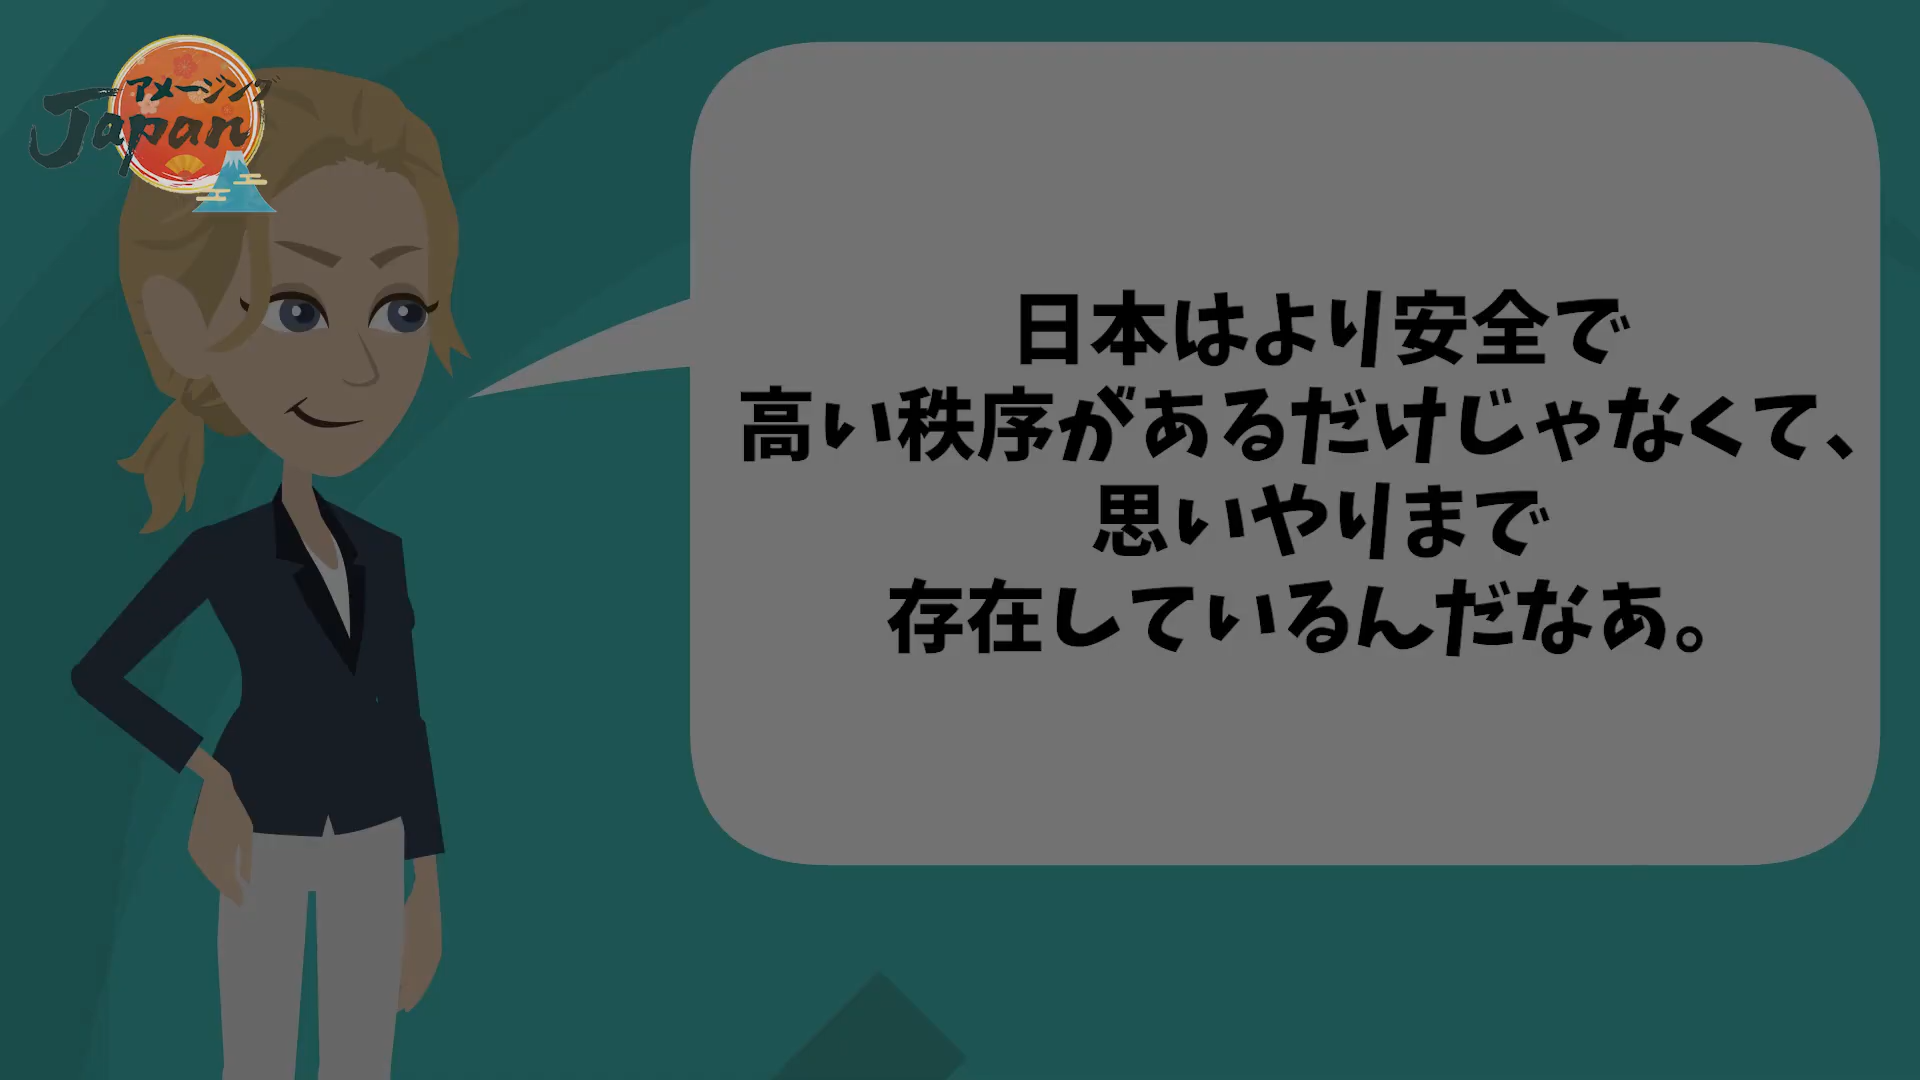 アメージング
Japan
日本はより安全で
高い秩序があるだけじゃなくて、
思いやりまで
存在しているんだなあ。